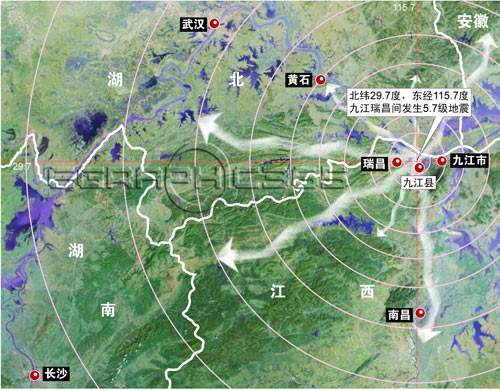 115.7
安徽
武汉
湖 北
黄石
北纬29.7度，东经115.7度
九江瑞昌间发生5.7级地震
29.7
瑞昌
九江市
九江县
GRAPHICS
湖
南
江 西
南昌
长沙